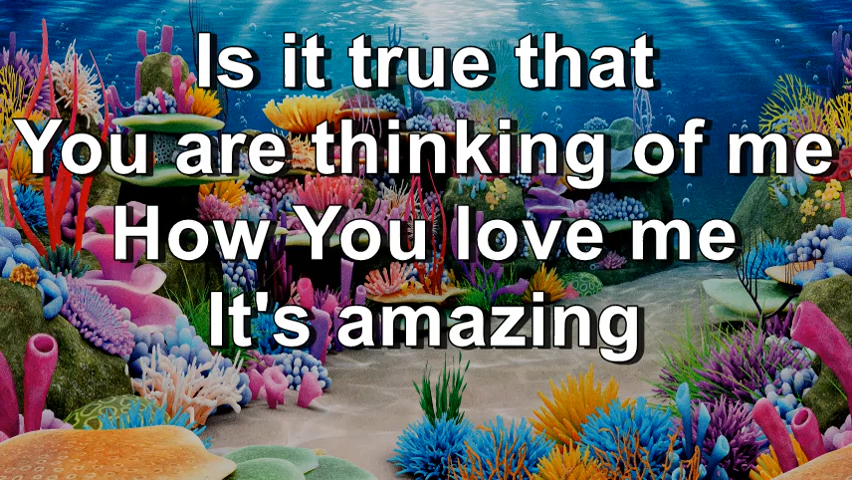 Is it true that
You are thinking of me
How You love me
It's amazing